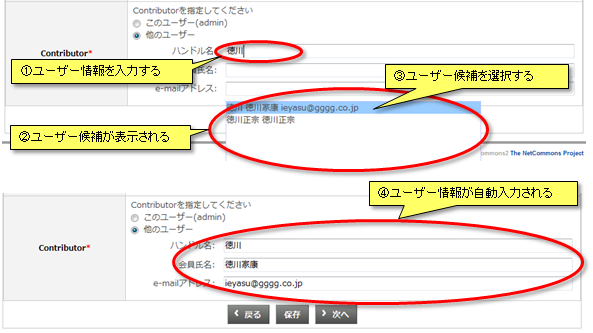 Contributorを指定してください
このユーザー(admin)
他のユーザー
Contributor*
ハンドル名: 徳川
①ユーザー情報を入力する
員氏名:
③ユーザー候補を選択する
e-mailアドレス:
徳川 徳川家康 ieyasu@gggg.co.jp
②ユーザー候補が表示される
徳川正宗 徳川正宗
ommons2 The NetCommons Project
④ユーザー情報が自動入力される
Contributorを指定してください
このユーザー(admin)
他のユーザー
Contributor*
ハンドル名: 徳川
会員氏名: 徳川家康
e-mailアドレス: ieyasu@gggg.co.jp
戻る 保存 次へ